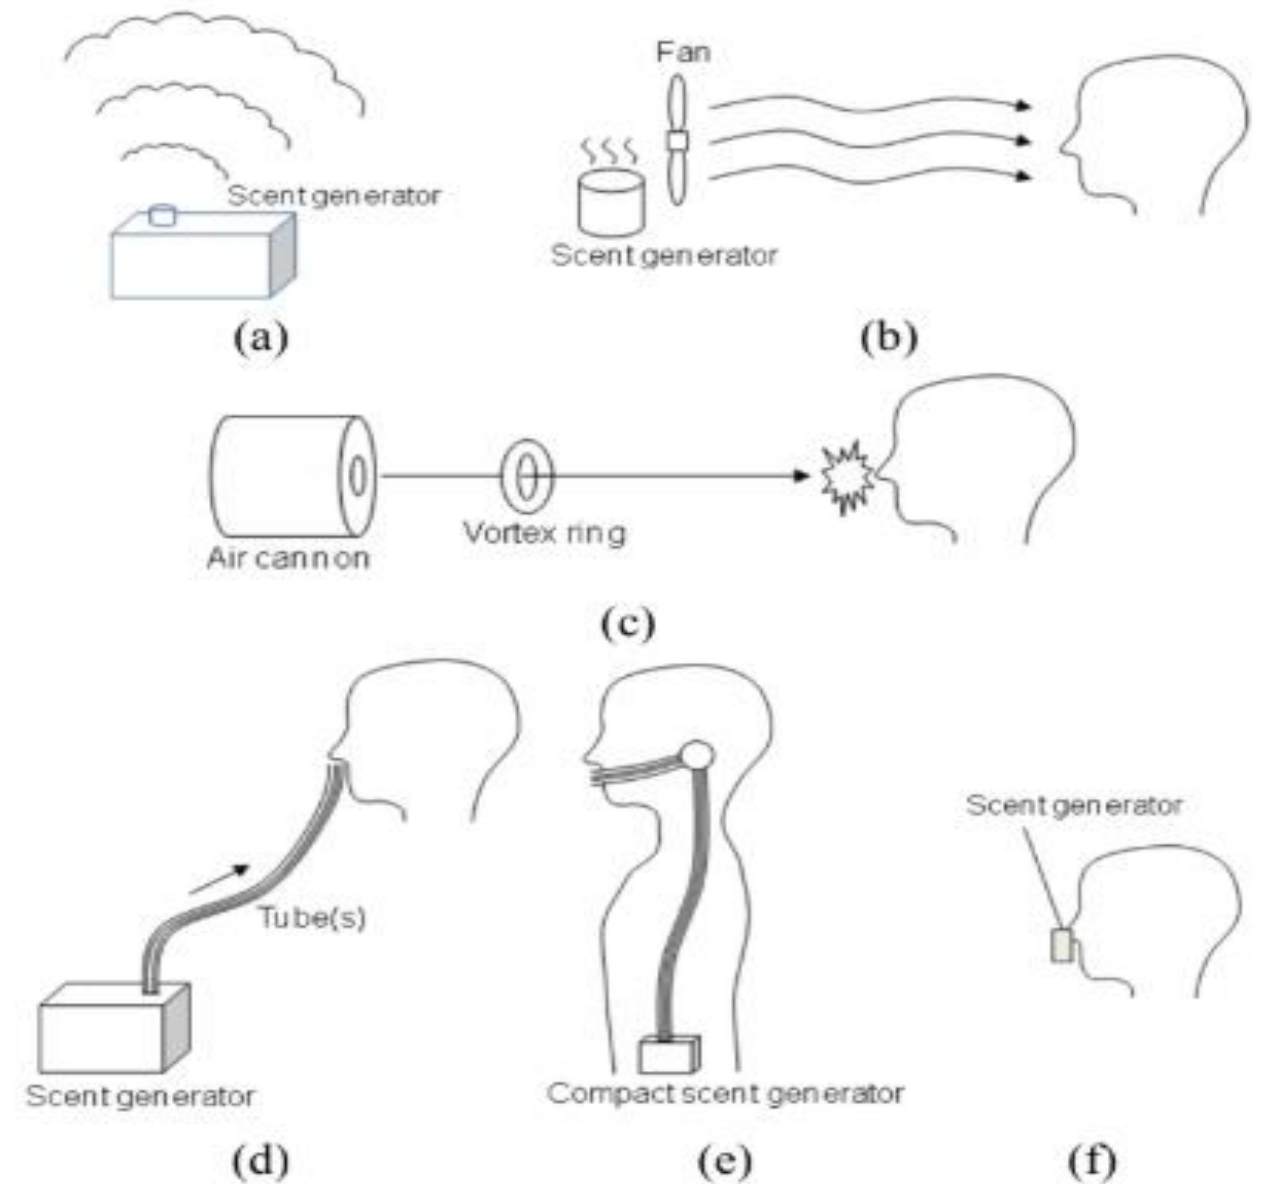 Scent generator
(a)
Fan
Scent generator
(b)
Air cannon
Vortex ring
(c)
Tube(s)
Scent generator
(d)
Compact scent generator
(e)
Scent generator
(f)